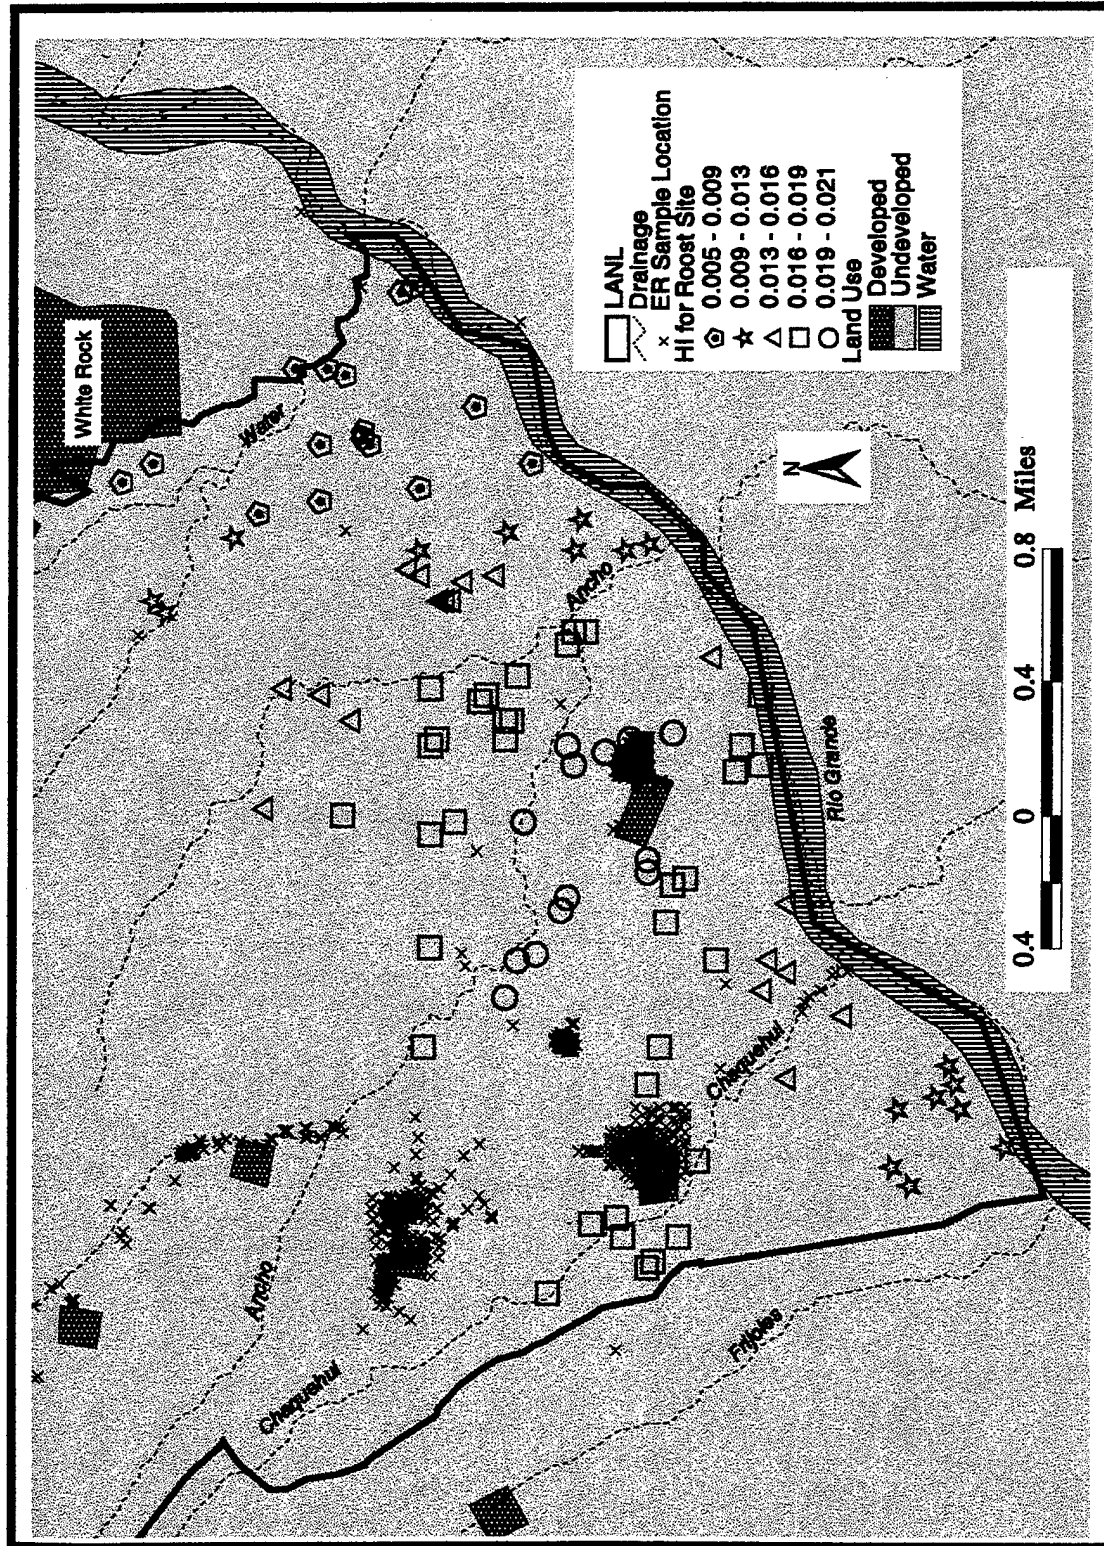 White Rock
Water
Ancho
Ancho
Chaquehui
Chaquehui
Frijoles
Rio Grande
N
LANL
Drainage
× ER Sample Location
HI for Roost Site
0.005 - 0.009
0.009 - 0.013
0.013 - 0.016
0.016 - 0.019
0.019 - 0.021
Land Use
Developed
Undeveloped
Water
0.4 0 0.4 0.8 Miles